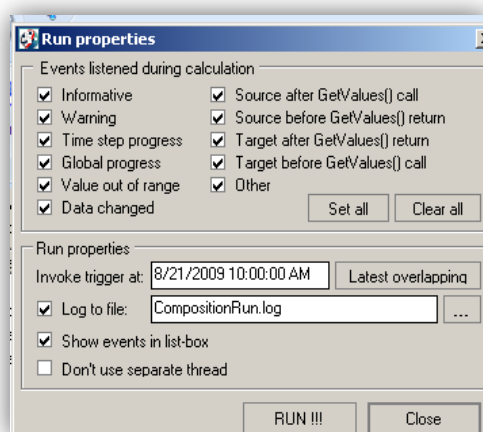 Run properties
Events listened during calculation
Informative
Source after GetValues() call
Warning
Source before GetValues() return
Time step progress
Target after GetValues() return
Global progress
Target before GetValues() call
Value out of range
Other
Data changed
Set all
Clear all
Run properties
Invoke trigger at:
8/21/2009 10:00:00 AM
Latest overlapping
Log to file:
CompositionRun.log
...
Show events in list-box
Don't use separate thread
RUN !!!
Close